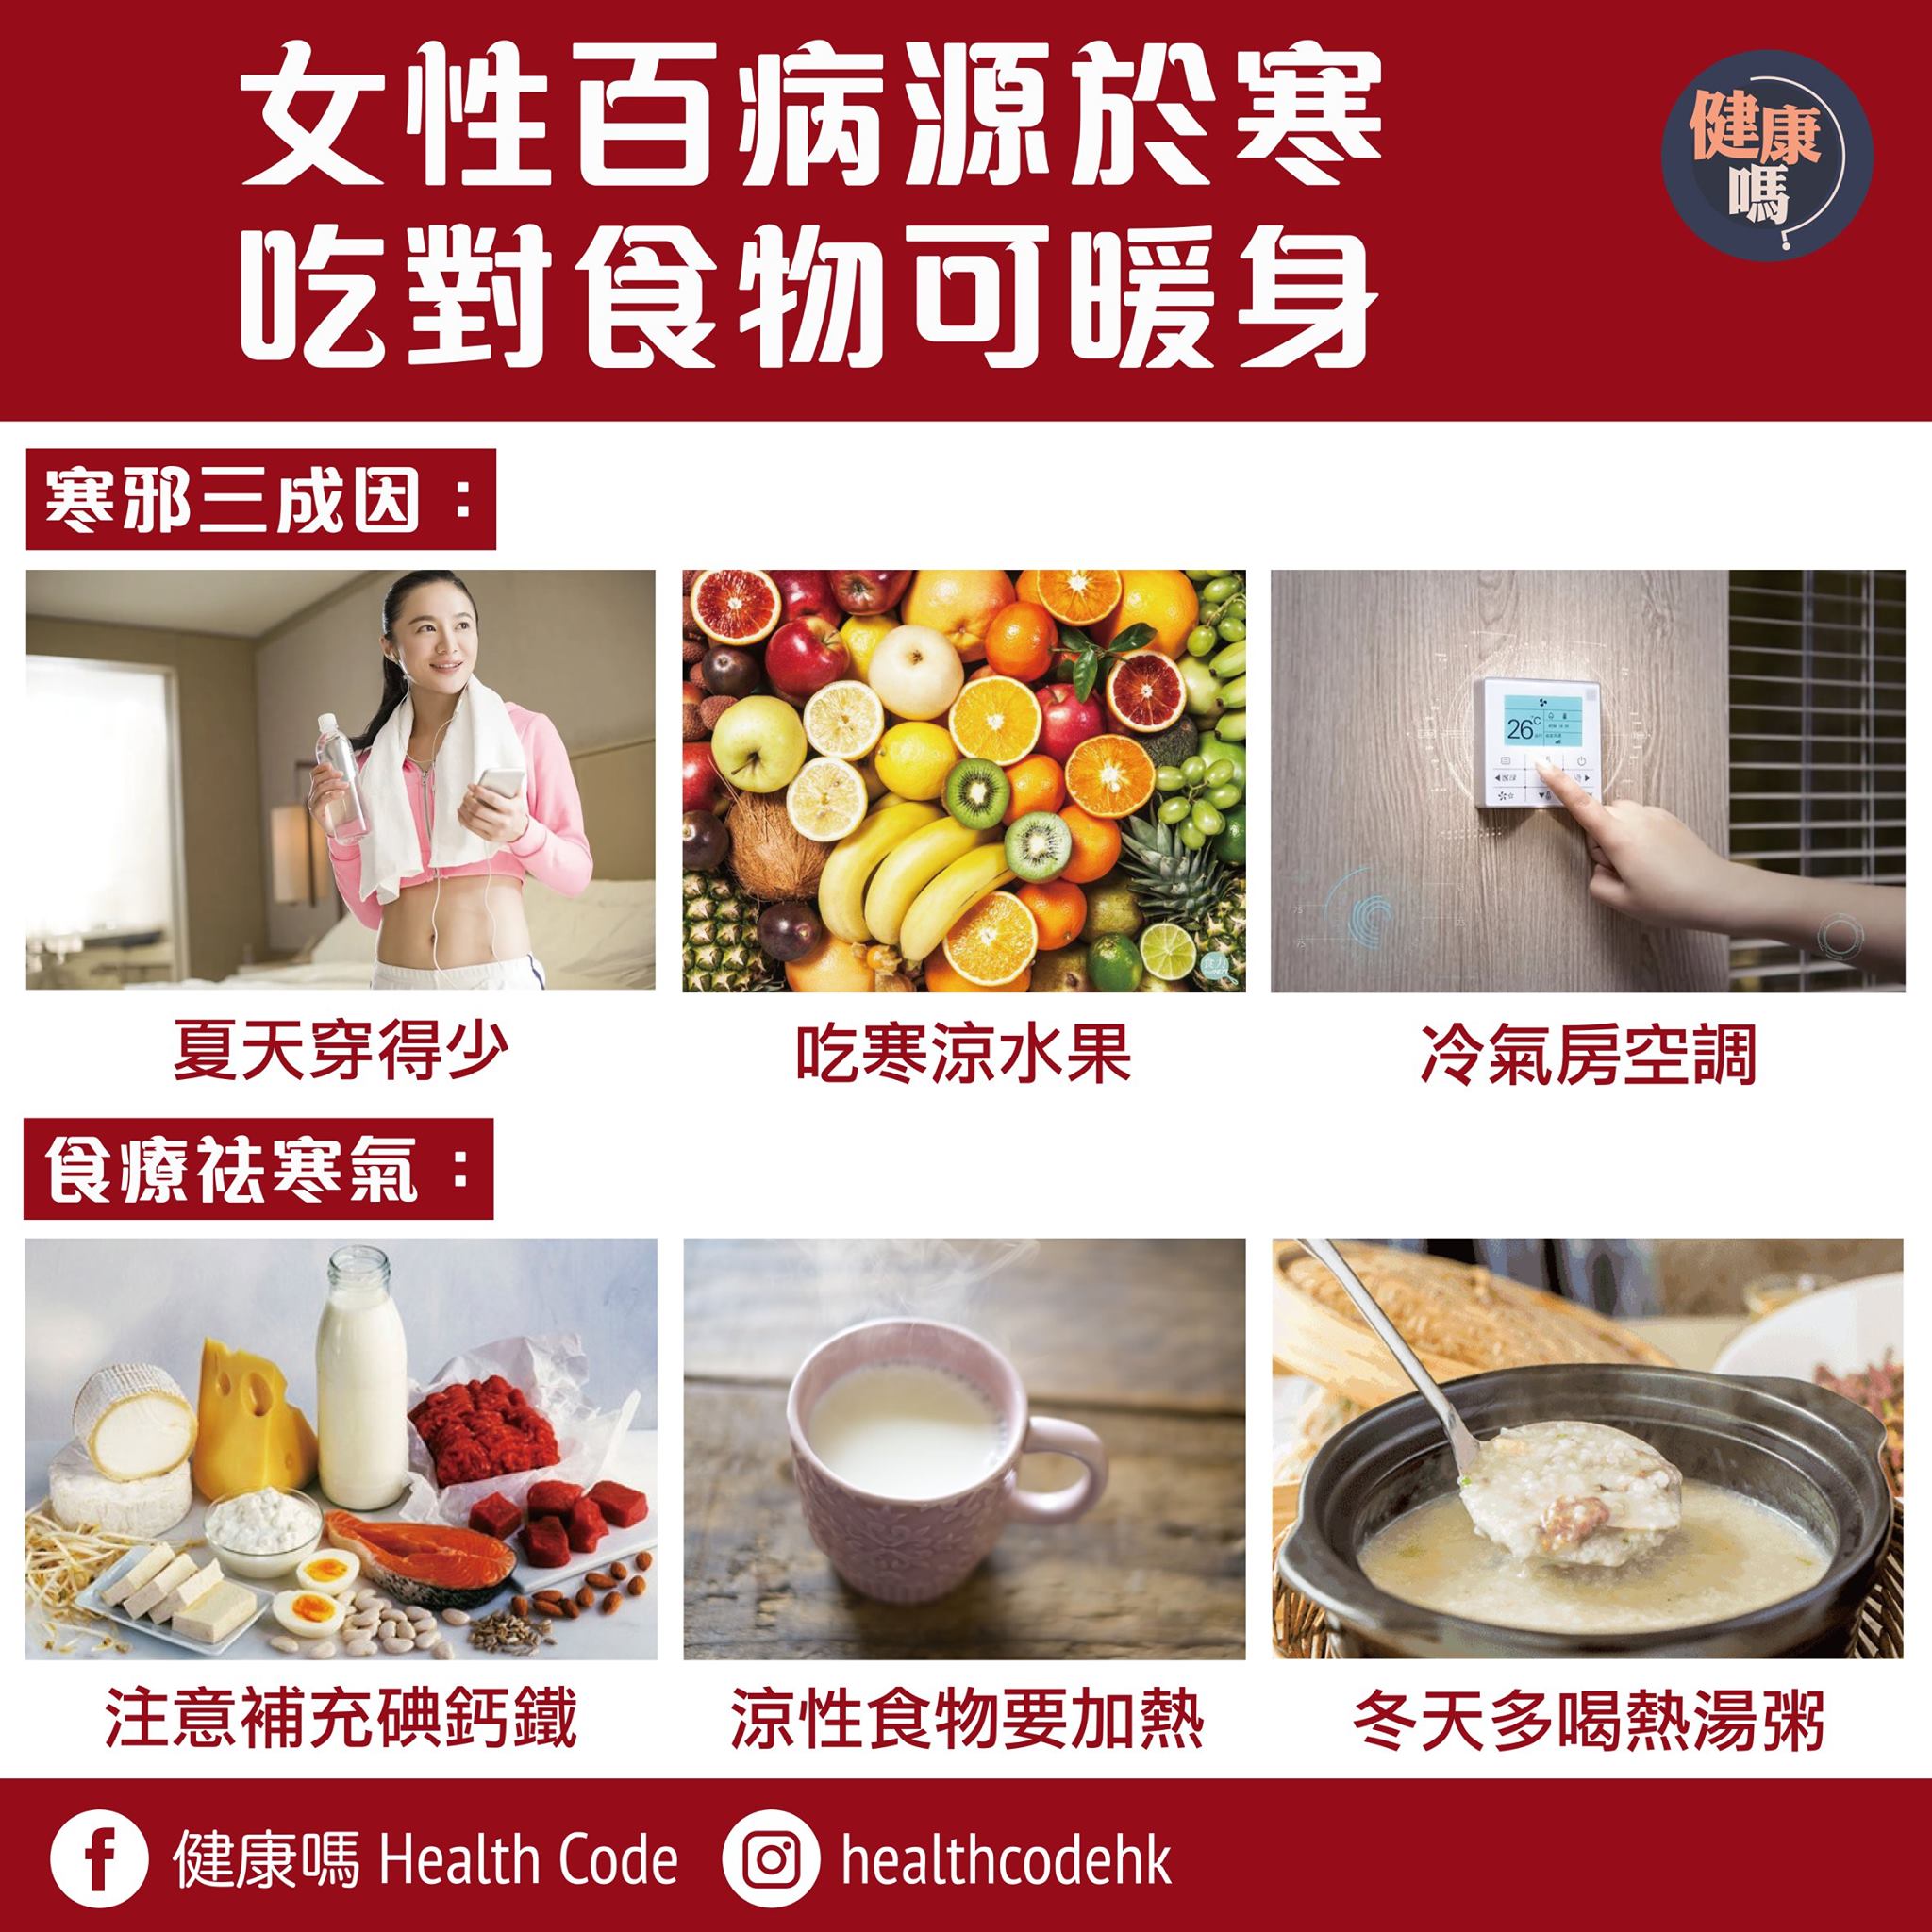 女性百病源於寒
吃對食物可暖身
健康
嗎
寒邪三成因：
26°C
夏天穿得少
吃寒涼水果
冷氣房空調
食療祛寒氣：
注意補充碘鈣鐵
涼性食物要加熱
冬天多喝熱湯粥
健康嗎 Health Code
healthcodehk